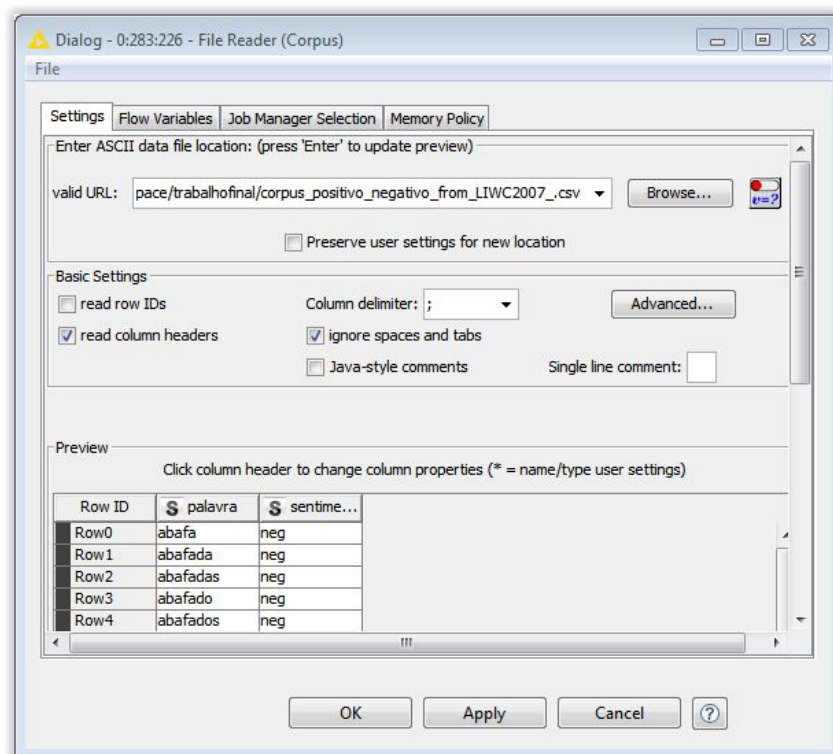 Dialog - 0:283:226 - File Reader (Corpus)
File
Settings Flow Variables Job Manager Selection Memory Policy
Enter ASCII data file location: (press 'Enter' to update preview)
valid URL: pace/trabalhofinal/corpus_positivo_negativo_from_LIWC2007_.csv Browse... v=?
Preserve user settings for new location
Basic Settings
read row IDs Column delimiter: ; Advanced...
read column headers ignore spaces and tabs
Java-style comments Single line comment:
Preview
Click column header to change column properties (* = name/type user settings)
Row ID S palavra S sentime...
Row0 abafa neg
Row1 abafada neg
Row2 abafadas neg
Row3 abafado neg
Row4 abafados neg
OK Apply Cancel ?